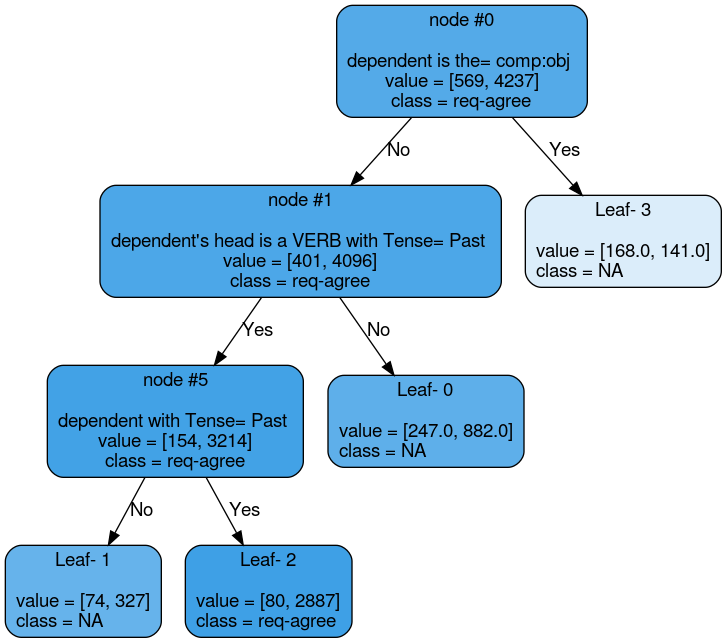 node #0
dependent is the= comp:obj
value = [569, 4237]
class = req-agree
No
Yes
node #1
dependent's head is a VERB with Tense= Past
value = [401, 4096]
class = req-agree
Leaf- 3
value = [168.0, 141.0]
class = NA
Yes
No
node #5
dependent with Tense= Past
value = [154, 3214]
class = req-agree
Leaf- 0
value = [247.0, 882.0]
class = NA
No
Yes
Leaf- 1
value = [74, 327]
class = NA
Leaf- 2
value = [80, 2887]
class = req-agree